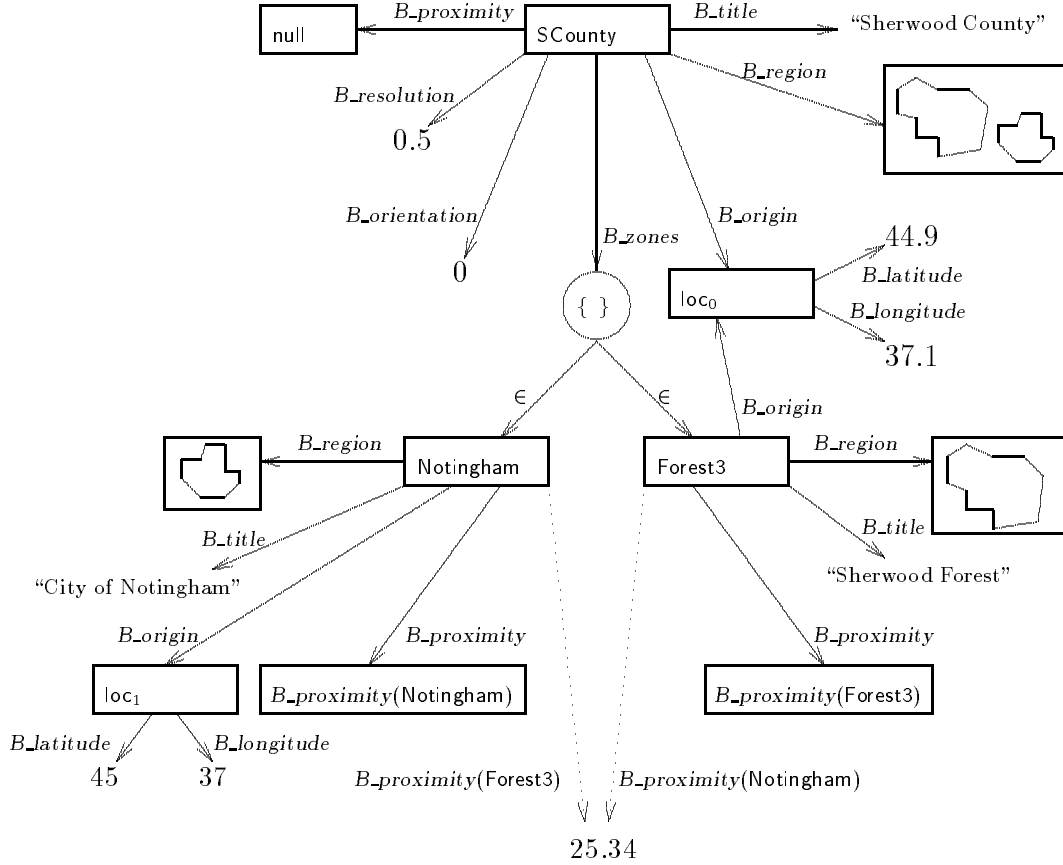 B_proximity
B_title
null
SCounty
“Sherwood County”
B_region
B_resolution
0.5
B_orientation
B_origin
B_zones
44.9
0
B_latitude
loc0
{ }
B_longitude
37.1
∈
∈
B_origin
B_region
B_region
Notingham
Forest3
B_title
B_title
“City of Notingham”
“Sherwood Forest”
B_origin
B_proximity
B_proximity
loc1
B_proximity(Notingham)
B_proximity(Forest3)
B_latitude
B_longitude
45
37
B_proximity(Forest3)
B_proximity(Notingham)
25.34